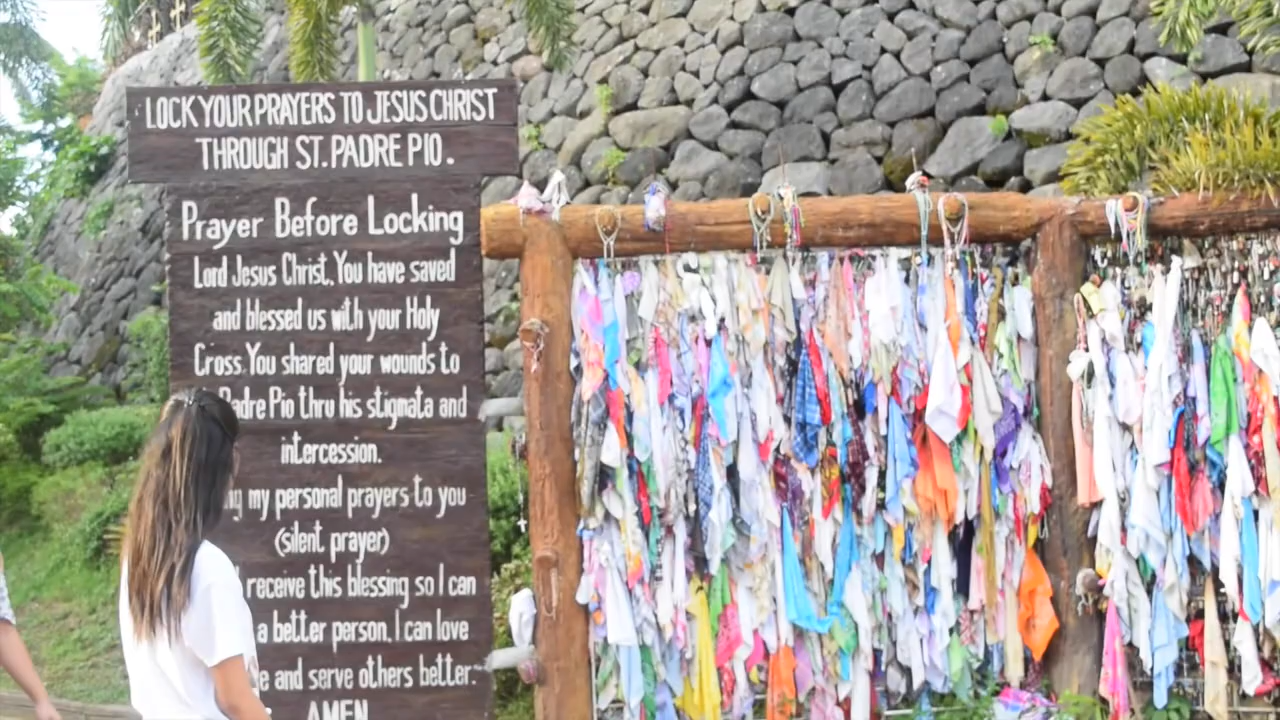 LOCK YOUR PRAYERS TO JESUS CHRIST
THROUGH ST. PADRE PIO.
Prayer Before Locking
Lord Jesus Christ, You have saved
and blessed us with your Holy
Cross. You shared your wounds to
Padre Pio thru his stigmata and
intercession.
my personal prayers to you
(silent prayer)
receive this blessing so I can
a better person, I can love
and serve others better.
AMEN